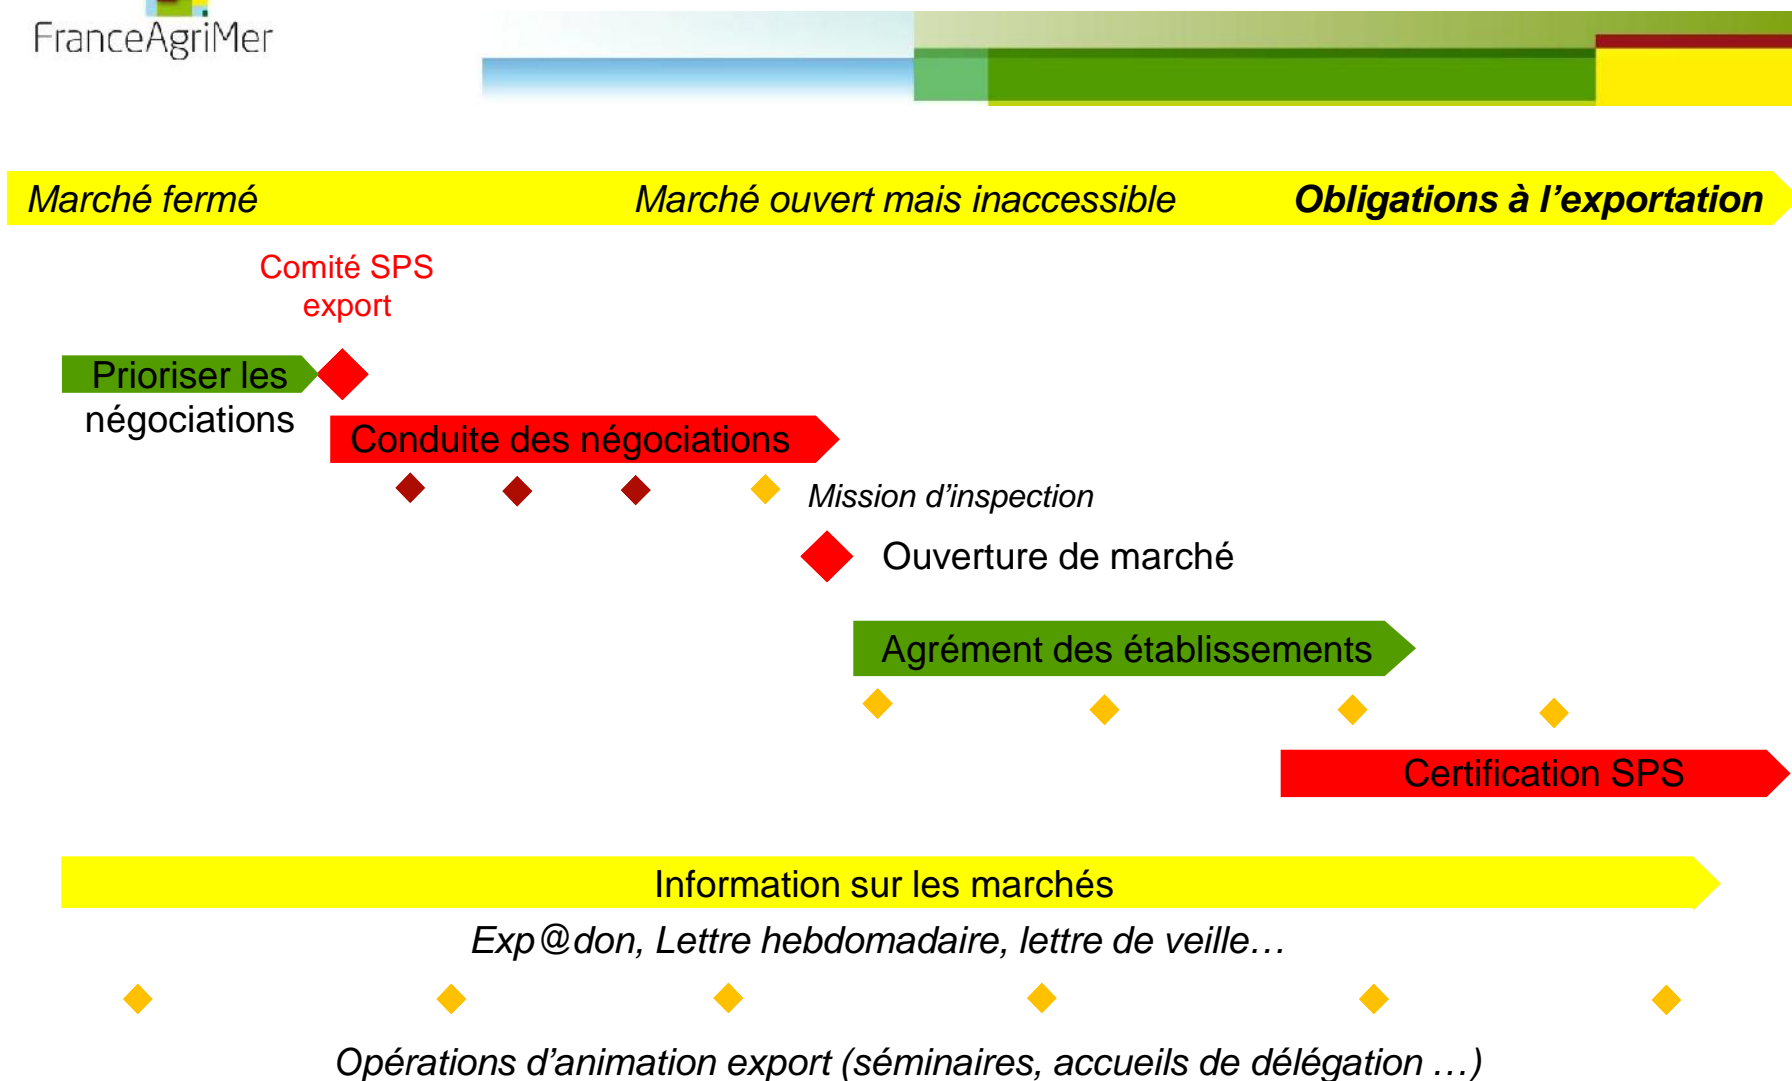 FranceAgriMer
Marché fermé
Marché ouvert mais inaccessible
Obligations à l'exportation
Comité SPS
export
Prioriser les
négociations
Conduite des négociations
Mission d'inspection
Ouverture de marché
Agrément des établissements
Certification SPS
Information sur les marchés
Exp@don, Lettre hebdomadaire, lettre de veille…
Opérations d'animation export (séminaires, accueils de délégation …)